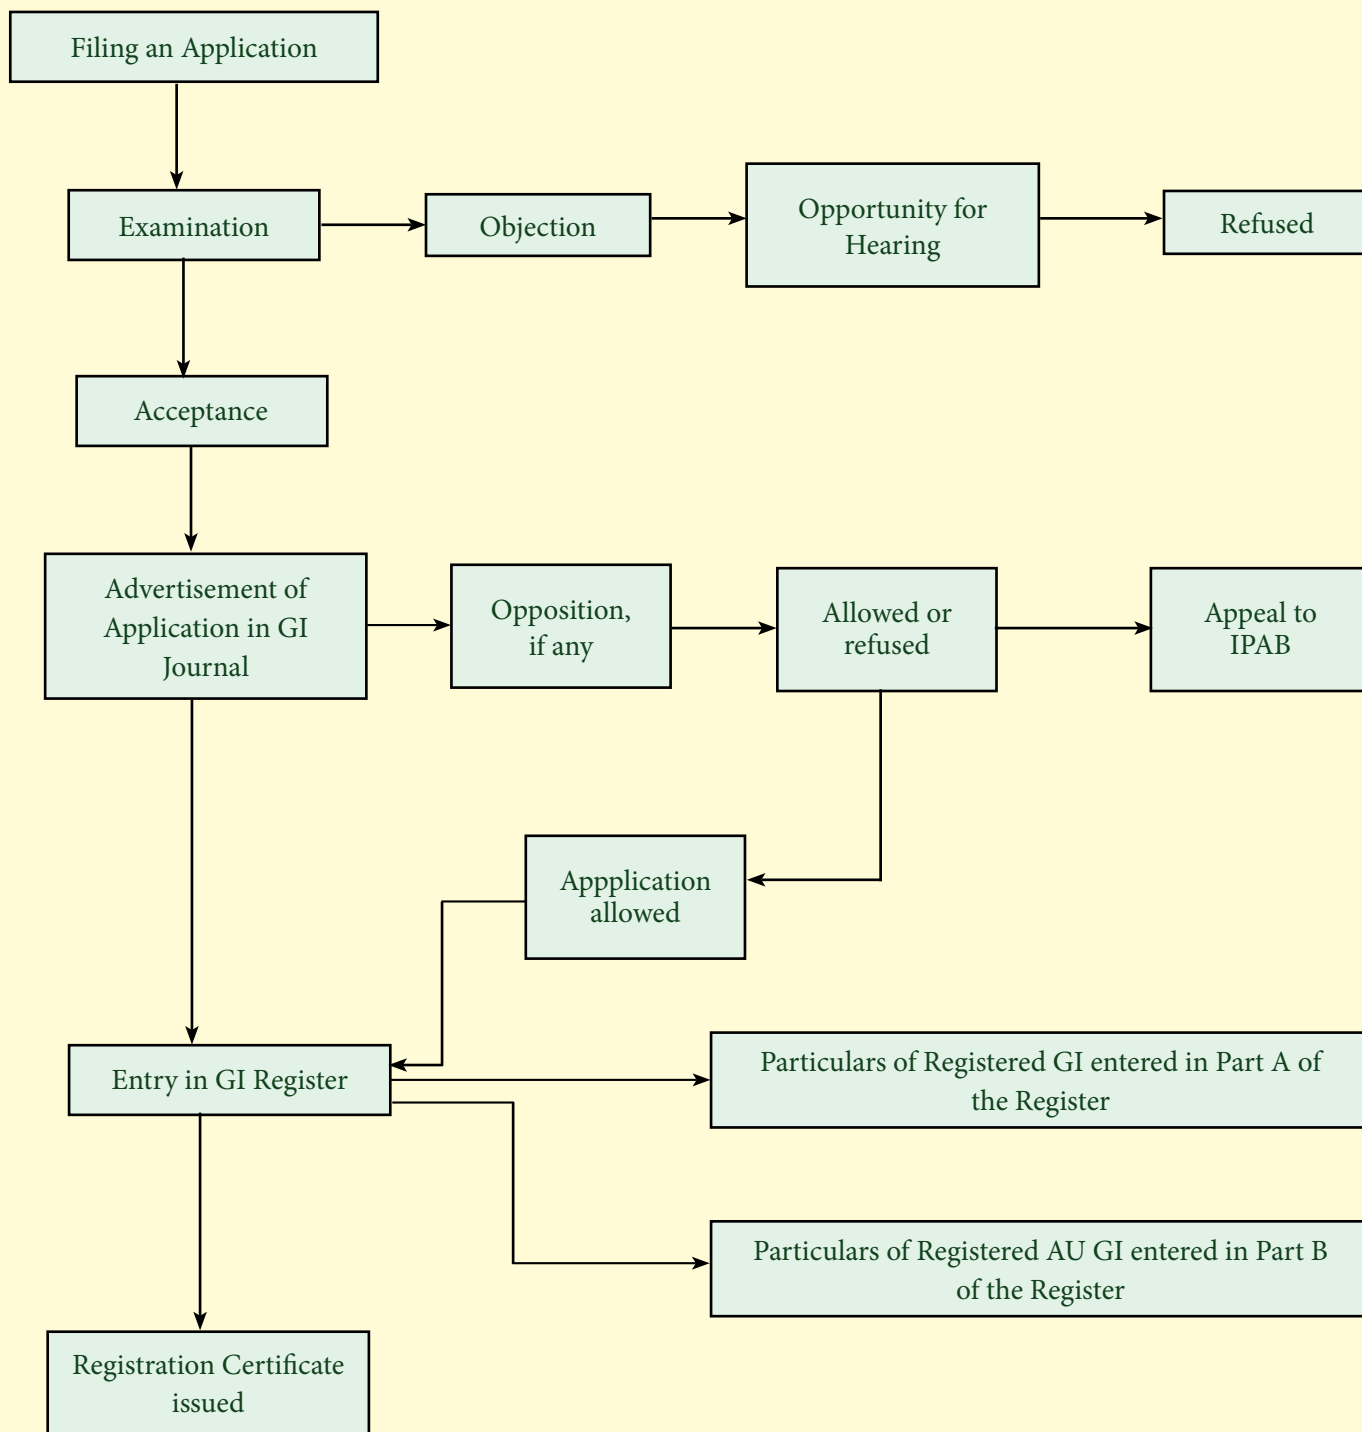 Filing an Application
Examination
Objection
Opportunity for
Hearing
Refused
Acceptance
Advertisement of
Application in GI
Journal
Opposition,
if any
Allowed or
refused
Appeal to
IPAB
Appplication
allowed
Entry in GI Register
Particulars of Registered GI entered in Part A of
the Register
Particulars of Registered AU GI entered in Part B
of the Register
Registration Certificate
issued